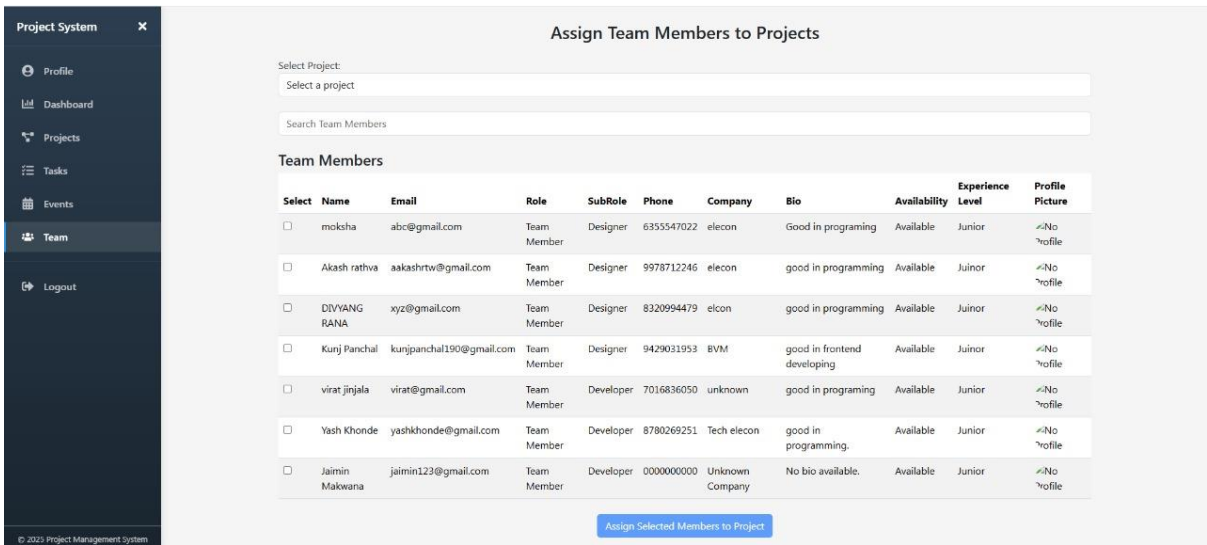 Project System ×
Profile
Dashboard
Projects
Tasks
Events
Team
Logout
© 2025 Project Management System
Assign Team Members to Projects
Select Project:
Select a project
Search Team Members
Team Members
Select Name Email Role SubRole Phone Company Bio Availability Experience Level Profile Picture
moksha abc@gmail.com Team Member Designer 6355547022 elecon Good in programing Available Junior No Profile
Akash rathva aakashrtw@gmail.com Team Member Designer 9978712246 elecon good in programming Available Juinor No Profile
DIVYANG RANA xyz@gmail.com Team Member Designer 8320994479 elcon good in programming Available Juinor No Profile
Kunj Panchal kunjpanchal190@gmail.com Team Member Designer 9429031953 BVM good in frontend developing Available Juinor No Profile
virat jinjala virat@gmail.com Team Member Developer 7016836050 unknown good in programing Available Junior No Profile
Yash Khonde yashkhonde@gmail.com Team Member Developer 8780269251 Tech elecon good in programming. Available Junior No Profile
Jaimin Makwana jaimin123@gmail.com Team Member Developer 0000000000 Unknown Company No bio available. Available Junior No Profile
Assign Selected Members to Project